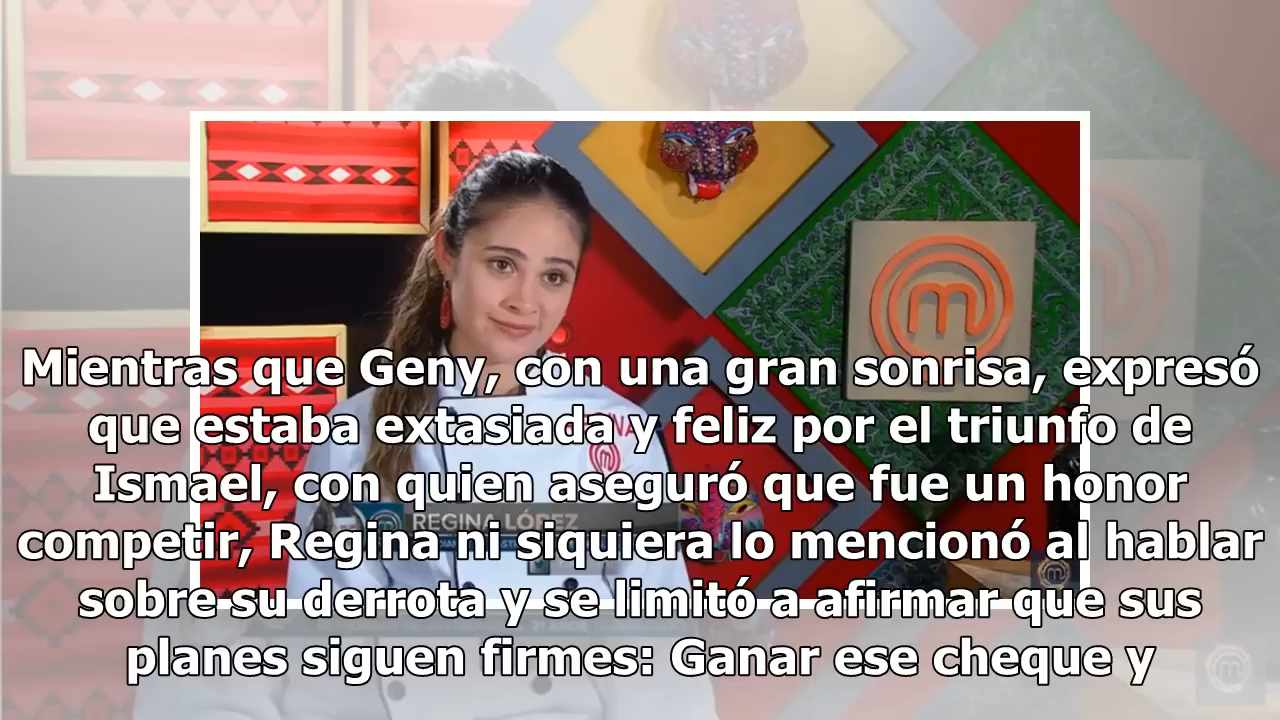 Mientras que Geny, con una gran sonrisa, expresó
que estaba extasiada y feliz por el triunfo de
Ismael, con quien aseguró que fue un honor
competir, Regina ni siquiera lo mencionó al hablar
sobre su derrota y se limitó a afirmar que sus
planes siguen firmes: Ganar ese cheque y
REGINA LÓPEZ